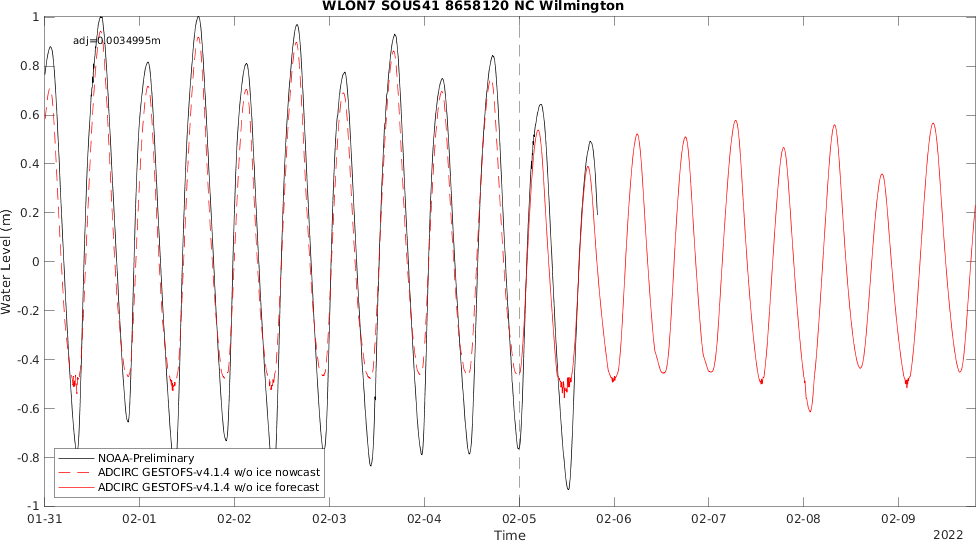 WLON7 SOUS41 8658120 NC Wilmington
adj=0.0034995m
1
0.8
0.6
0.4
0.2
0
-0.2
-0.4
-0.6
-0.8
-1
Water Level (m)
NOAA-Preliminary
ADCIRC GESTOFS-v4.1.4 w/o ice nowcast
ADCIRC GESTOFS-v4.1.4 w/o ice forecast
01-31 02-01 02-02 02-03 02-04 02-05 02-06 02-07 02-08 02-09
Time
2022